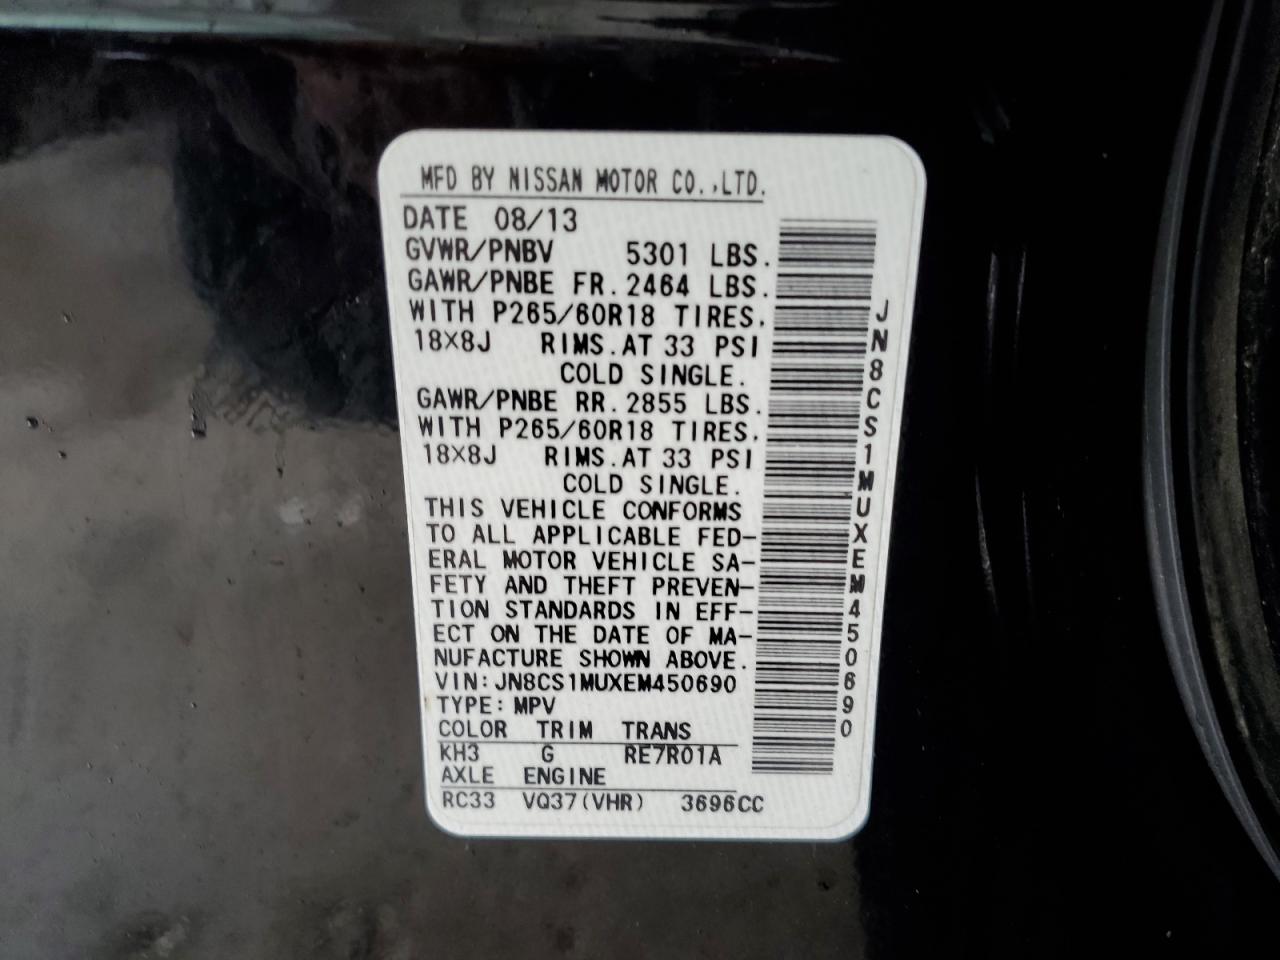 MFD BY NISSAN MOTOR CO.,LTD.
DATE 08/13
GVWR/PNBV 5301 LBS.
GAWR/PNBE FR.2464 LBS.
WITH P265/60R18 TIRES.
18X8J RIMS.AT 33 PSI
COLD SINGLE.
GAWR/PNBE RR.2855 LBS.
WITH P265/60R18 TIRES.
18X8J RIMS.AT 33 PSI
COLD SINGLE.
THIS VEHICLE CONFORMS
TO ALL APPLICABLE FED-
ERAL MOTOR VEHICLE SA-
FETY AND THEFT PREVEN-
TION STANDARDS IN EFF-
ECT ON THE DATE OF MA-
NUFACTURE SHOWN ABOVE.
VIN:JN8CS1MUXEM450690
TYPE:MPV
COLOR TRIM TRANS
KH3 G RE7R01A
AXLE ENGINE
RC33 VQ37(VHR) 3696CC
JN8CS1MUXEM450690